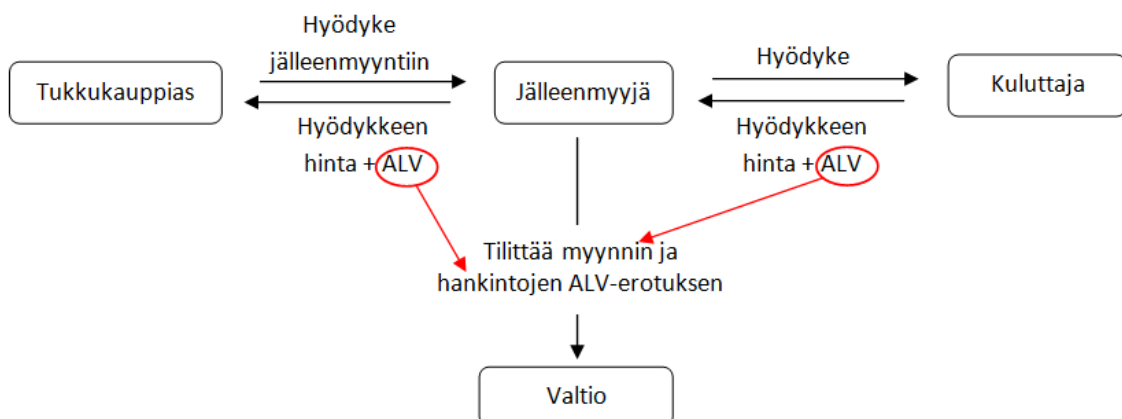 Hyödyke
jälleenmyyntiin
Hyödyke
Tukkukauppias
Jälleenmyyjä
Kuluttaja
Hyödykkeen
hinta + ALV
Hyödykkeen
hinta + ALV
Tilittää myynnin ja
hankintojen ALV-erotuksen
Valtio